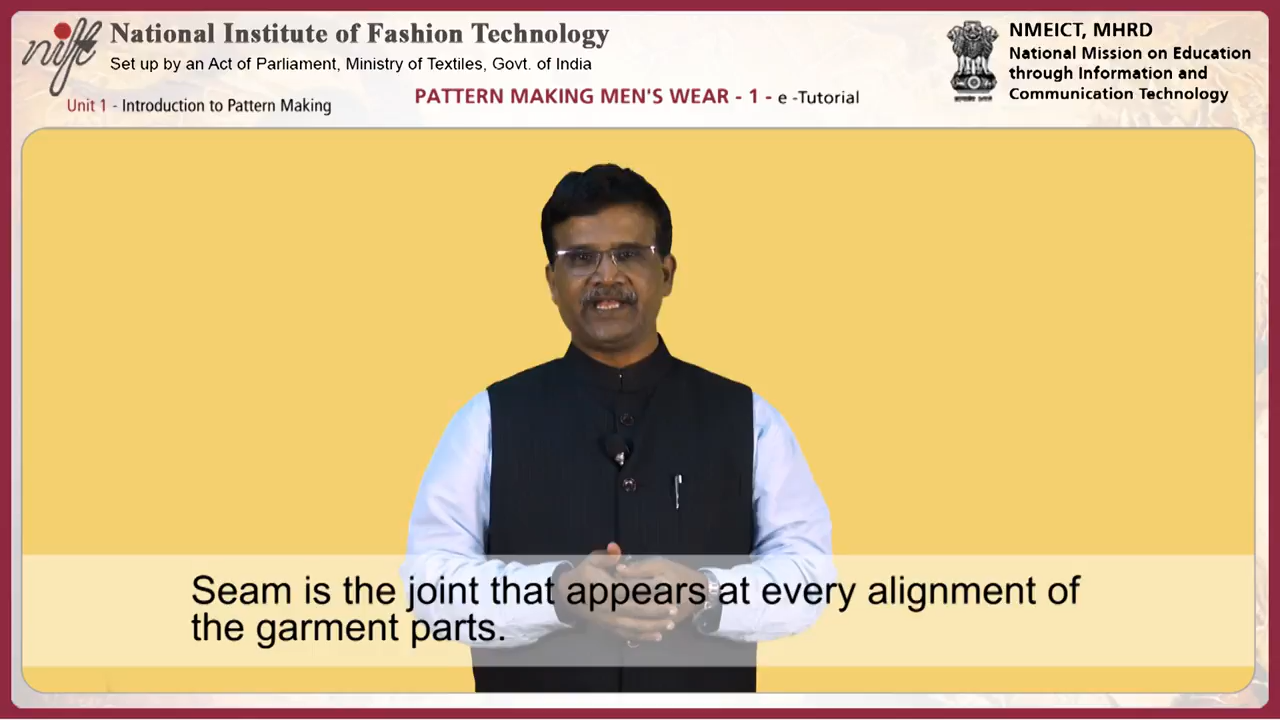 nift
National Institute of Fashion Technology
Set up by an Act of Parliament, Ministry of Textiles, Govt. of India
Unit 1 - Introduction to Pattern Making
PATTERN MAKING MEN'S WEAR - 1 - e -Tutorial
NMEICT, MHRD
National Mission on Education
through Information and
Communication Technology
Seam is the joint that appears at every alignment of
the garment parts.